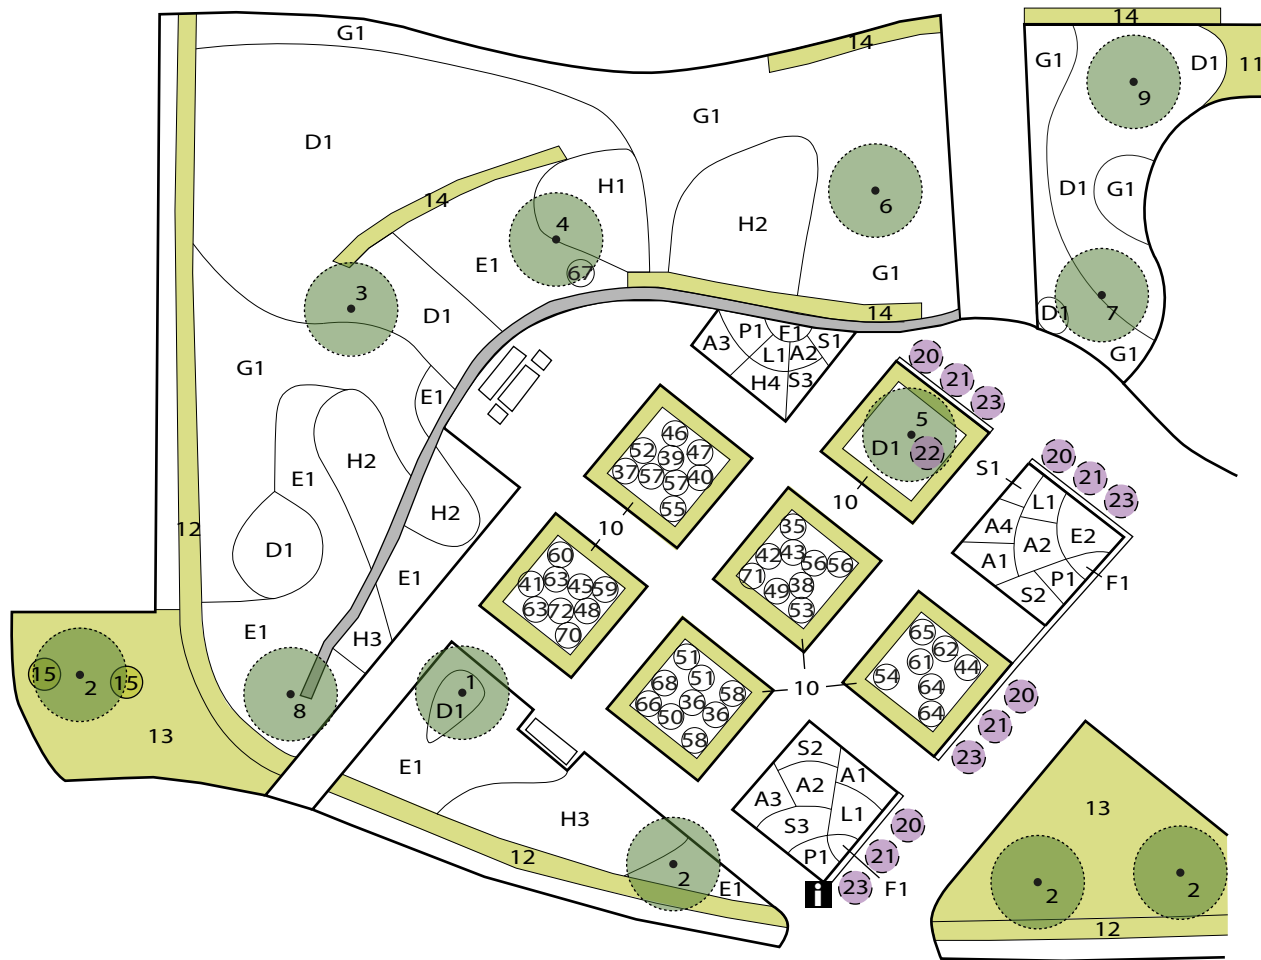 14
G1
14
G1
D1
11
9
G1
D1
H1
D1
G1
14
6
4
H2
E1
67
G1
3
D1
14
D1
7
G1
P1
F1
S1
A3
L1
A2
H4
S3
G1
E1
20
21
23
5
D1
22
46
52
39
47
37
57
57
40
55
H2
E1
H2
S1
20
21
23
L1
10
10
A4
E2
A2
A1
P1
F1
S2
12
D1
35
42
43
56
56
71
49
38
53
60
41
63
45
59
63
72
48
70
E1
E1
H3
65
62
61
44
54
64
64
51
51
68
58
66
36
50
36
58
10
15
2
15
1
D1
8
20
21
23
13
E1
S2
A1
A2
A3
L1
S3
P1
H3
20
21
23
F1
i
12
2
E1
13
2
2
12